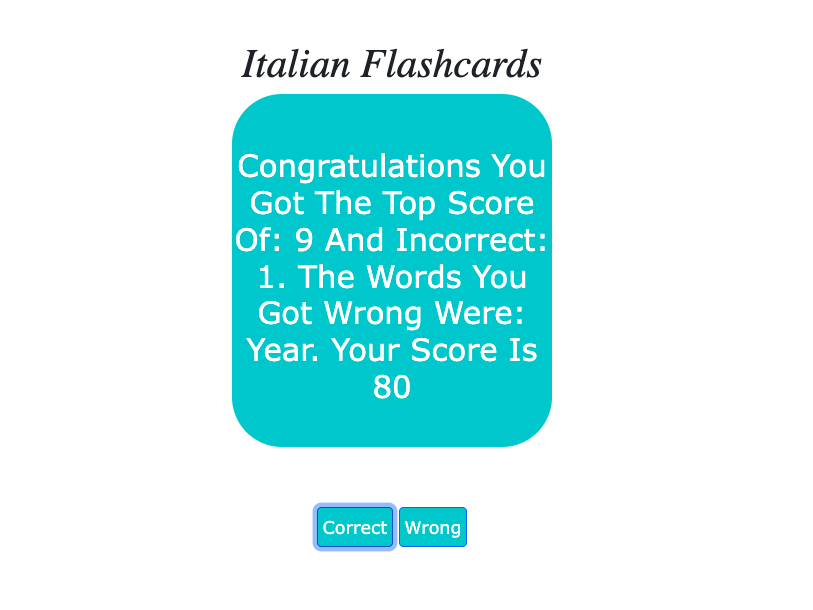 Italian Flashcards
Congratulations You
Got The Top Score
Of: 9 And Incorrect:
1. The Words You
Got Wrong Were:
Year. Your Score Is
80
Correct Wrong